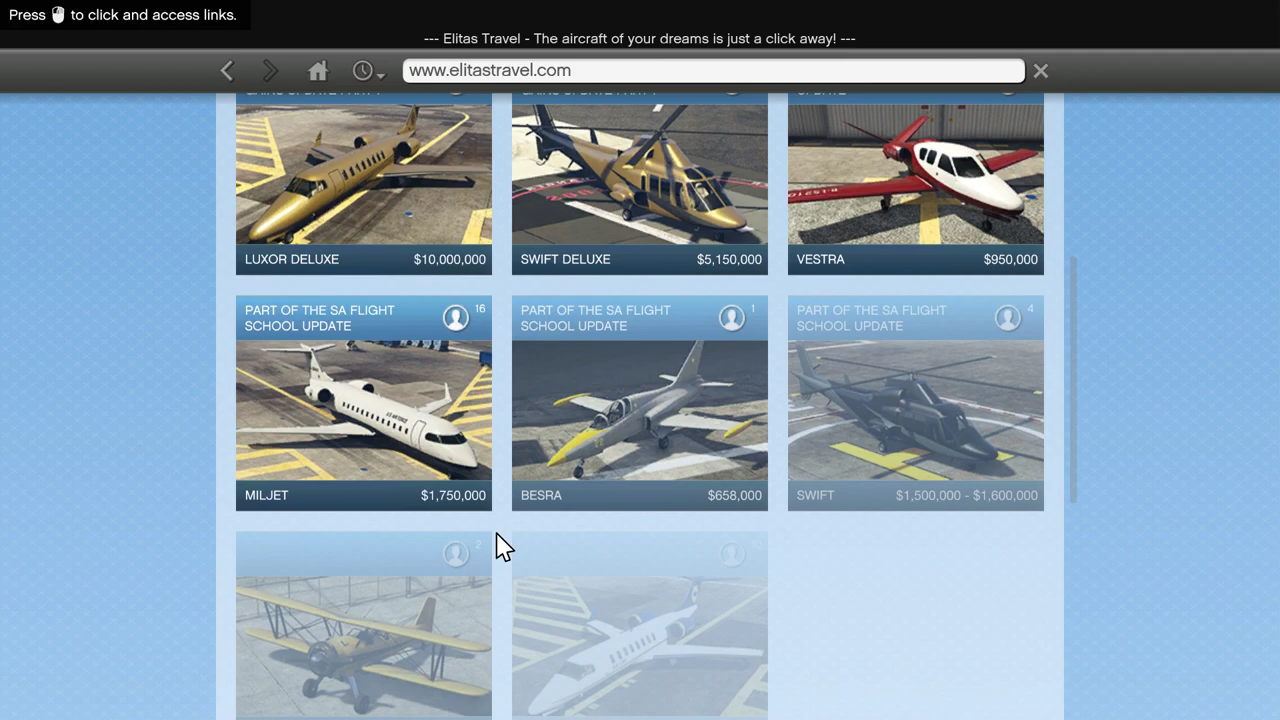 Press to click and access links.
--- Elitas Travel - The aircraft of your dreams is just a click away! ---
www.elitastravel.com
LUXOR DELUXE $10,000,000
SWIFT DELUXE $5,150,000
VESTRA $950,000
PART OF THE SA FLIGHT
SCHOOL UPDATE
16
PART OF THE SA FLIGHT
SCHOOL UPDATE
1
PART OF THE SA FLIGHT
SCHOOL UPDATE
4
MILJET $1,750,000
BESRA $658,000
SWIFT $1,500,000 - $1,600,000
2